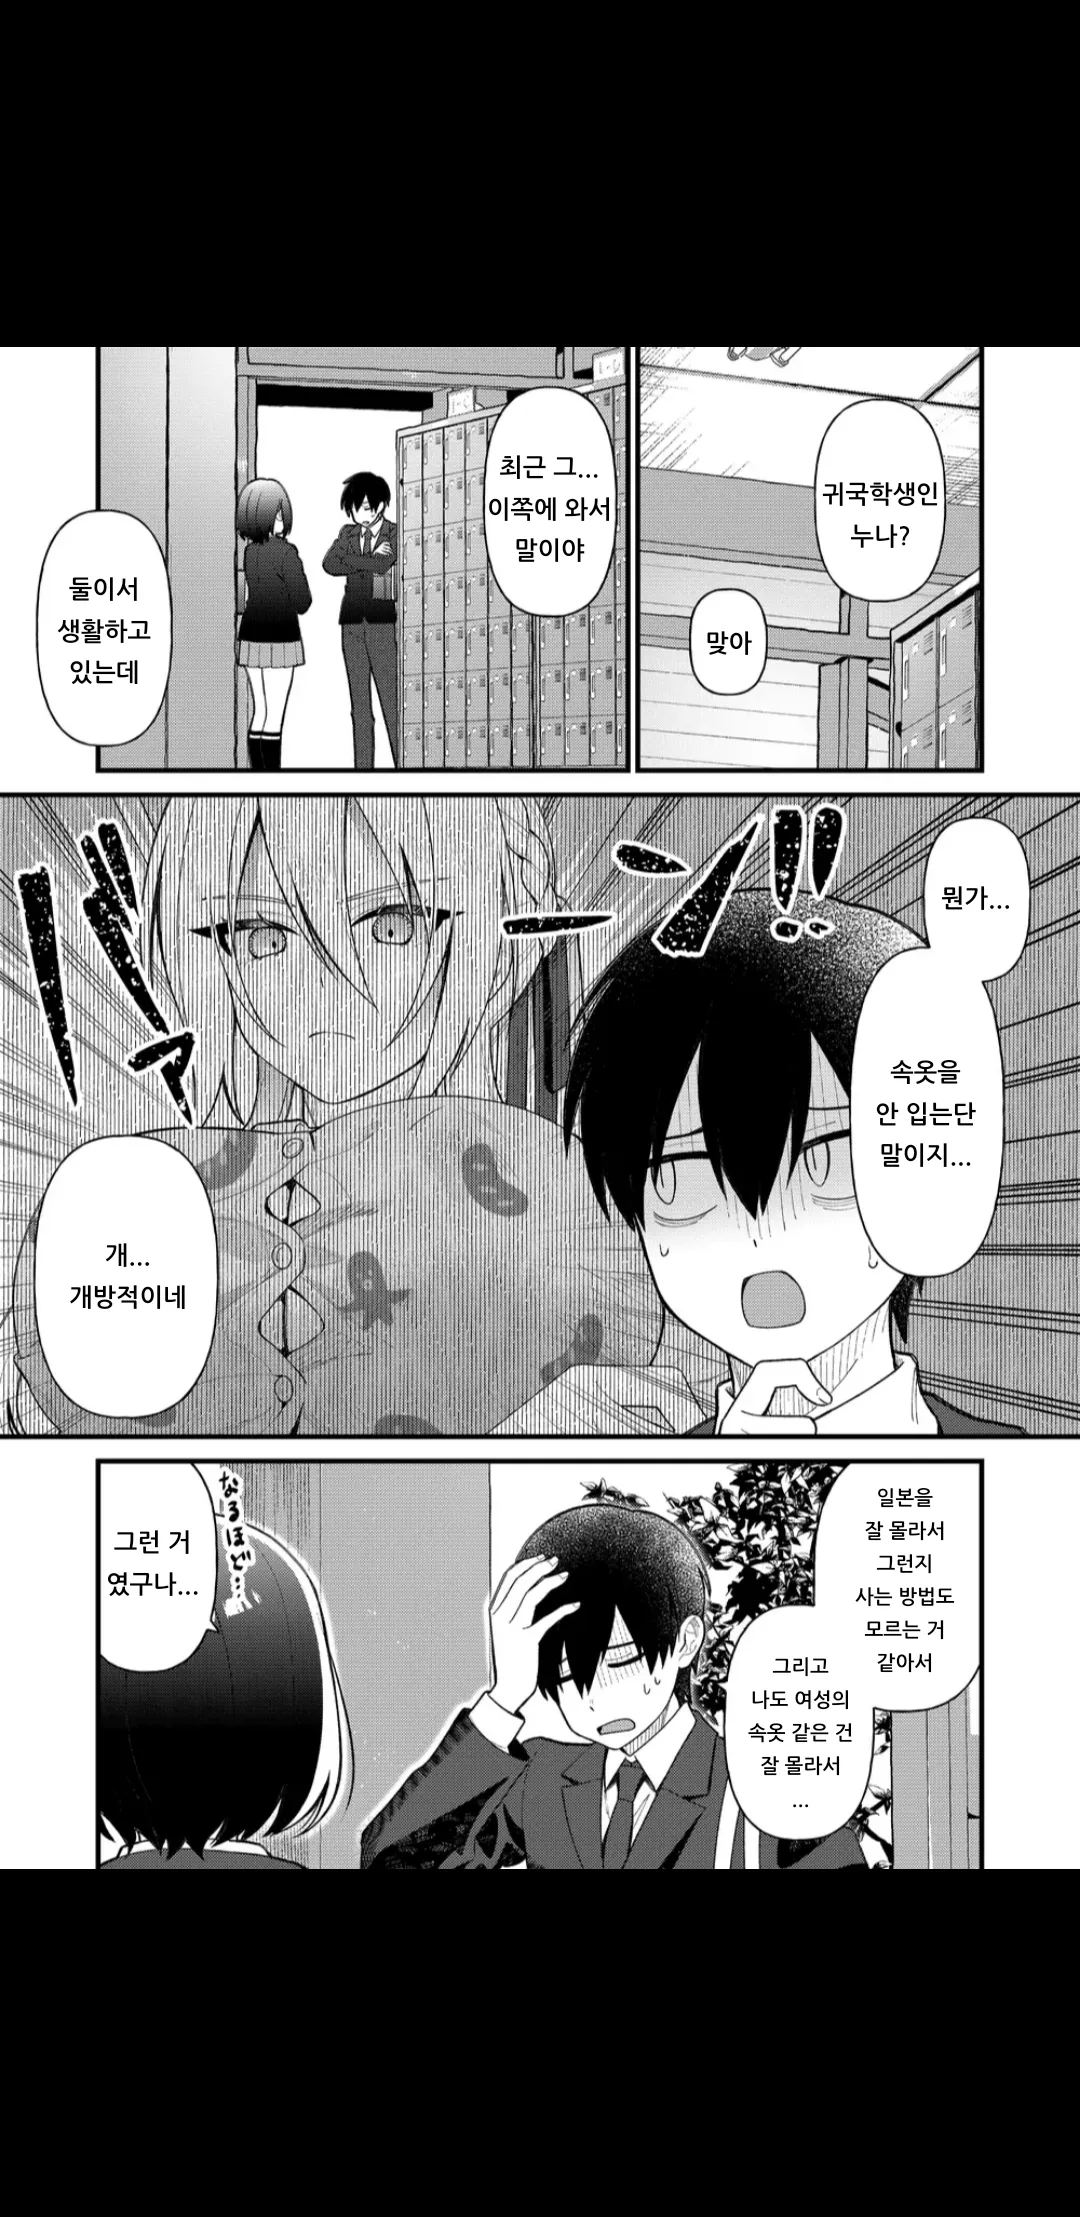 귀국학생인
누나?
맞아
최근 그...
이쪽에 와서
말이야
둘이서
생활하고
있는데
뭔가...
속옷을
안 입는단
말이지...
バァーン!!
개...
개방적이네
일본을
잘 몰라서
그런지
사는 방법도
모르는 거
같아서
그리고
나도 여성의
속옷 같은 건
잘 몰라서
...
なるほど…
그런 거
였구나...